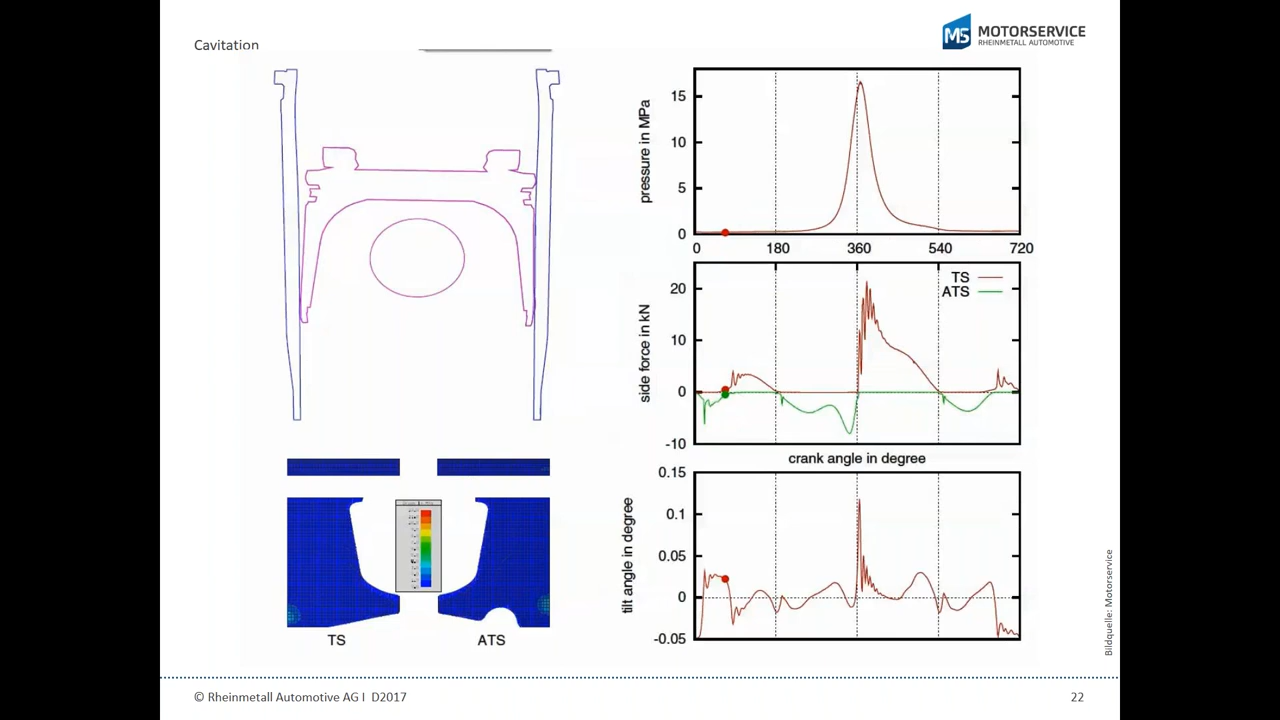 Cavitation
MS MOTORSERVICE
RHEINMETALL AUTOMOTIVE
pressure in MPa
15
10
5
0
0 180 360 540 720
side force in kN
20
10
0
-10
TS
ATS
crank angle in degree
tilt angle in degree
0.15
0.1
0.05
0
-0.05
TS ATS
Bildquelle: Motorservice
© Rheinmetall Automotive AG I D2017
22